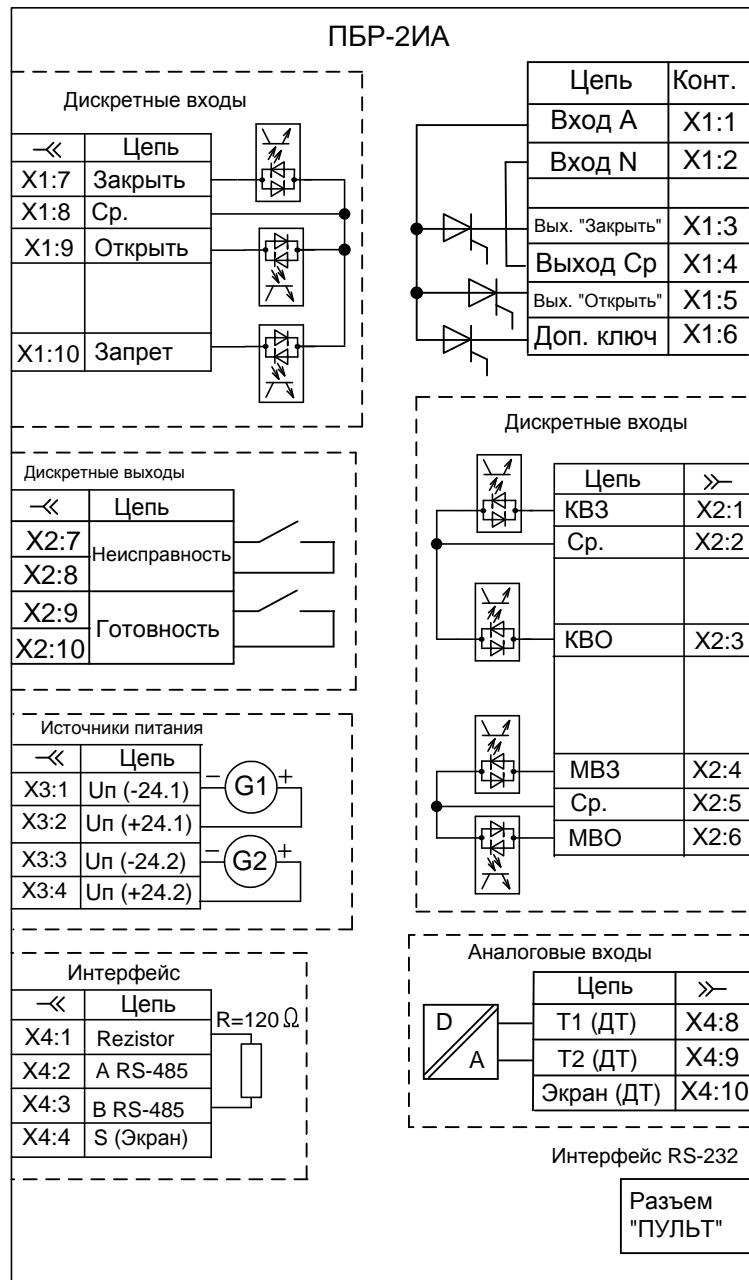 ПБР-2ИА
Дискретные входы
Цепь
X1:7 Закрыть
X1:8 Ср.
X1:9 Открыть
X1:10 Запрет
Цепь Конт.
Вход А X1:1
Вход N X1:2
Вых. "Закрыть" X1:3
Выход Ср X1:4
Вых. "Открыть" X1:5
Доп. ключ X1:6
Дискретные выходы
Цепь
X2:7
Неисправность
X2:8
X2:9
Готовность
X2:10
Дискретные входы
Цепь
КВЗ X2:1
Ср. X2:2
КВО X2:3
МВЗ X2:4
Ср. X2:5
МВО X2:6
Источники питания
Цепь
X3:1 Uп (-24.1) − G1 +
X3:2 Uп (+24.1)
X3:3 Uп (-24.2) − G2 +
X3:4 Uп (+24.2)
Интерфейс
Цепь
R=120 Ω
X4:1 Rezistor
X4:2 A RS-485
X4:3 B RS-485
X4:4 S (Экран)
Аналоговые входы
Цепь
D
A
Т1 (ДТ) X4:8
Т2 (ДТ) X4:9
Экран (ДТ) X4:10
Интерфейс RS-232
Разъем
"ПУЛЬТ"